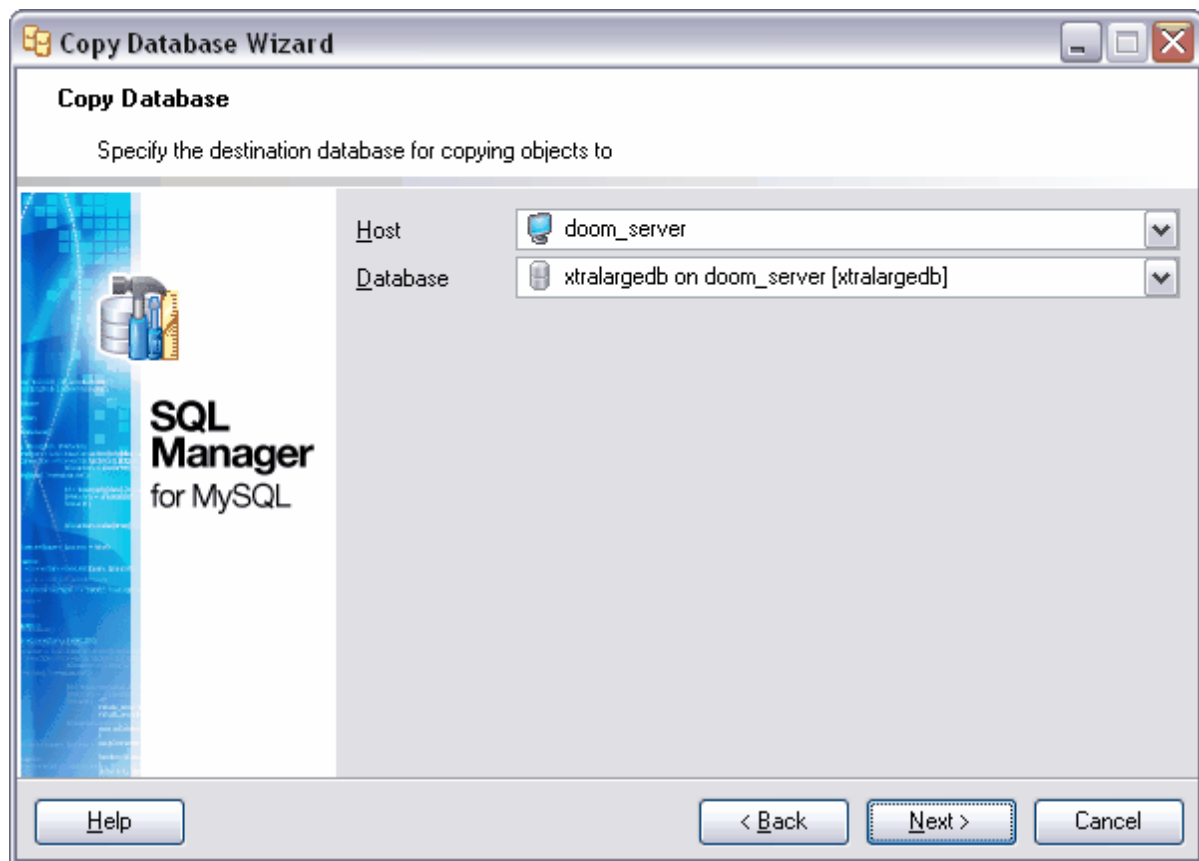 Copy Database Wizard
Copy Database
Specify the destination database for copying objects to
Host
doom_server
Database
xtralargedb on doom_server [xtralargedb]
SQL
Manager
for MySQL
Help
< Back
Next >
Cancel